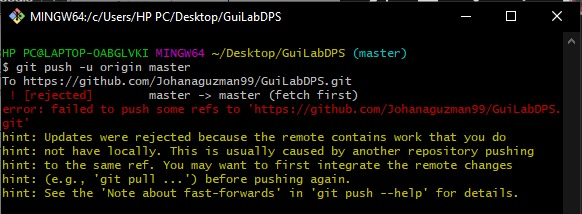 MINGW64:/c/Users/HP PC/Desktop/GuiLabDPS
HP PC@LAPTOP-OABGLVKI MINGW64 ~/Desktop/GuiLabDPS (master)
$ git push -u origin master
To https://github.com/Johanaguzman99/GuiLabDPS.git
 ! [rejected]        master -> master (fetch first)
error: failed to push some refs to 'https://github.com/Johanaguzman99/GuiLabDPS.
git'
hint: Updates were rejected because the remote contains work that you do
hint: not have locally. This is usually caused by another repository pushing
hint: to the same ref. You may want to first integrate the remote changes
hint: (e.g., 'git pull ...') before pushing again.
hint: See the 'Note about fast-forwards' in 'git push --help' for details.